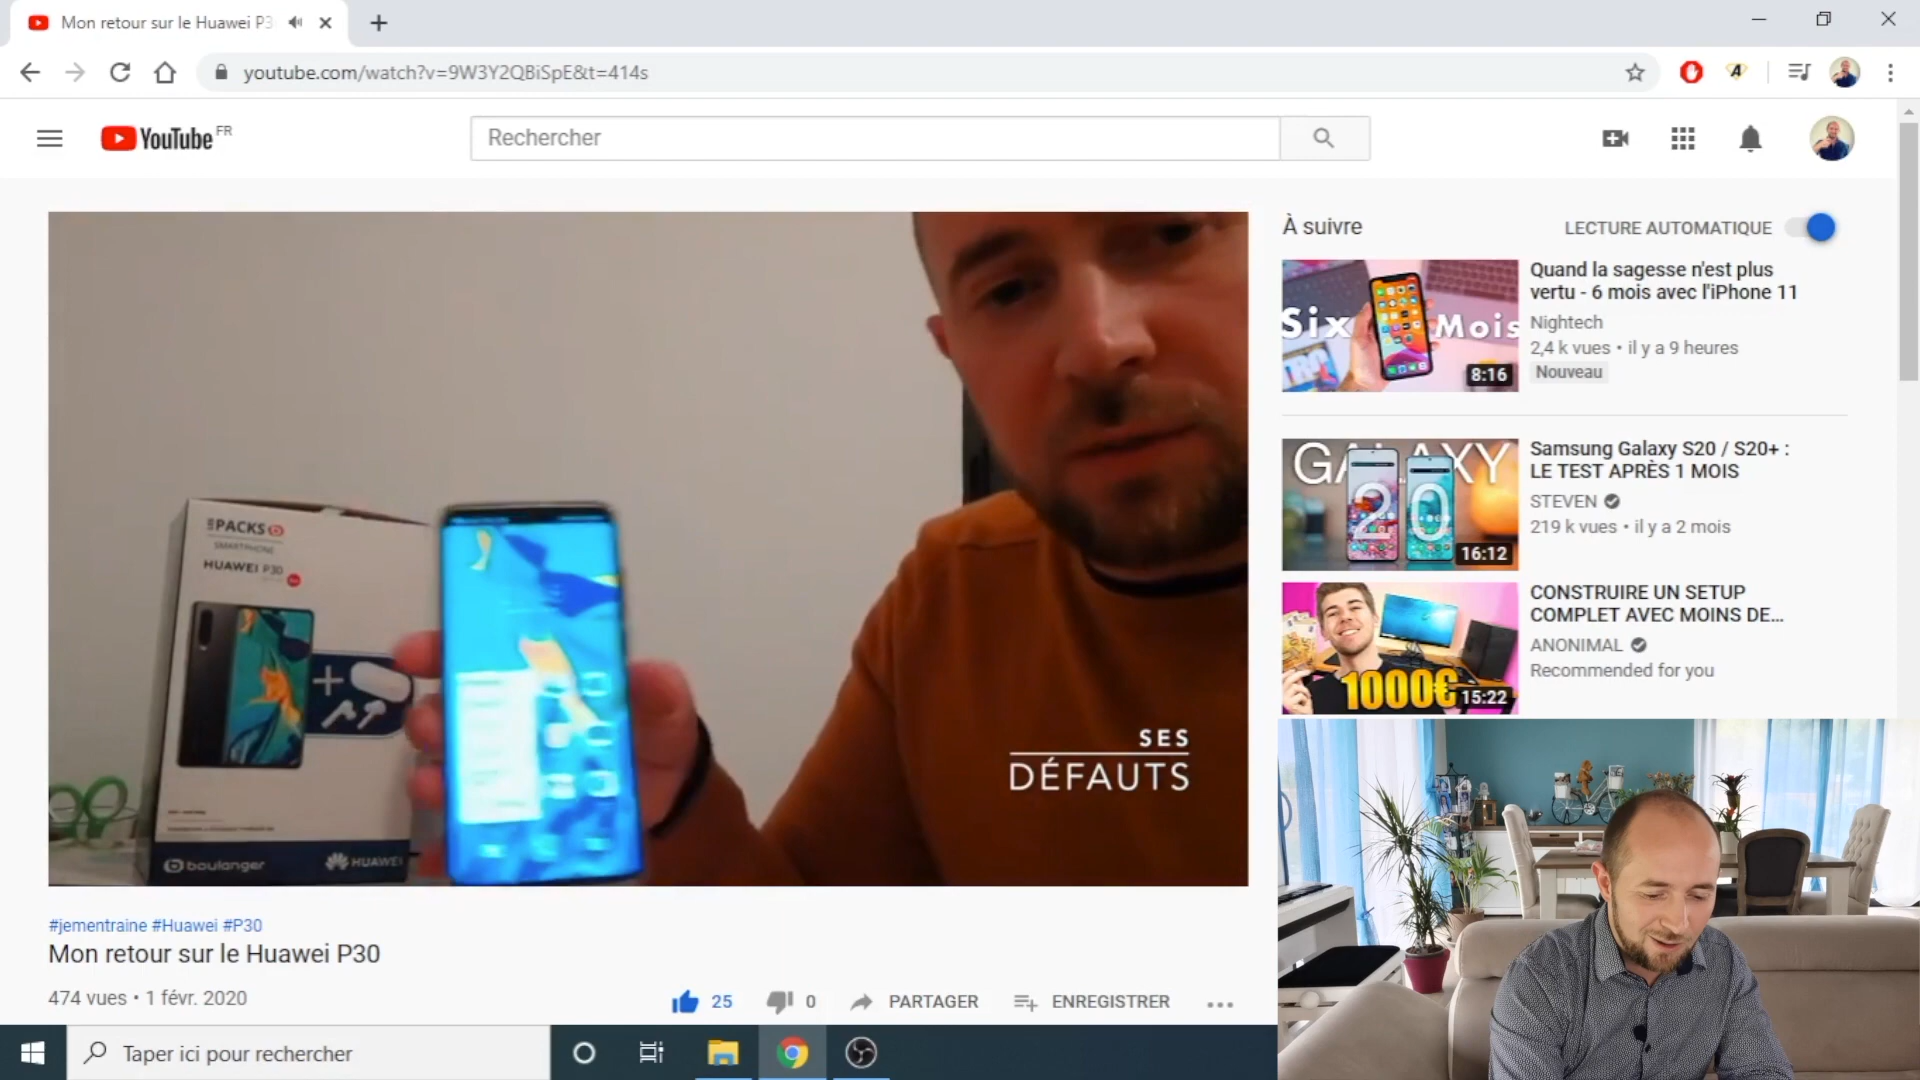 Mon retour sur le Huawei P3
youtube.com/watch?v=9W3Y2QBiSpE&t=414s
YouTube FR
Rechercher
PACKS
SMARTPHONE
HUAWEI P30
+
boulanger
HUAWEI
SES
DÉFAUTS
#jementraine #Huawei #P30
Mon retour sur le Huawei P30
474 vues • 1 févr. 2020
25
0
PARTAGER
ENREGISTRER
À suivre
LECTURE AUTOMATIQUE
Six Mois
8:16
Quand la sagesse n'est plus
vertu - 6 mois avec l'iPhone 11
Nightech
2,4 k vues • il y a 9 heures
Nouveau
GALAXY
20
16:12
Samsung Galaxy S20 / S20+ :
LE TEST APRÈS 1 MOIS
STEVEN
219 k vues • il y a 2 mois
1000€
15:22
CONSTRUIRE UN SETUP
COMPLET AVEC MOINS DE...
ANONIMAL
Recommended for you
Taper ici pour rechercher